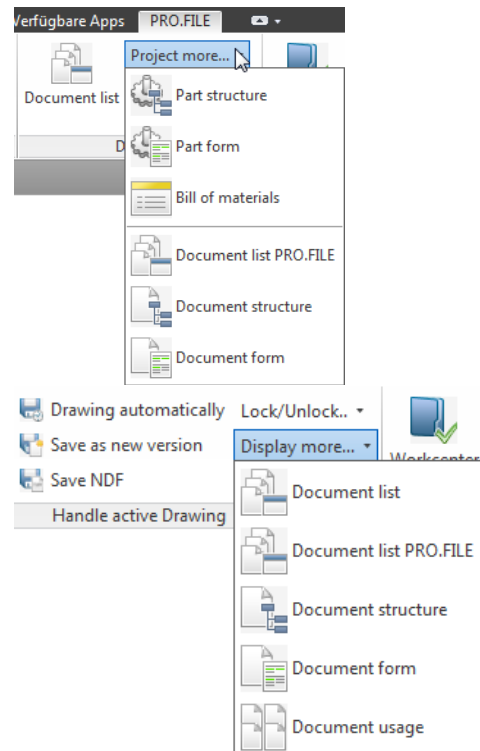 Verfügbare Apps PRO.FILE
Project more...
Document list
Part structure
Part form
Bill of materials
Document list PRO.FILE
Document structure
Document form
Drawing automatically Lock/Unlock..
Save as new version Display more...
Workcenter
Save NDF
Handle active Drawing
Document list
Document list PRO.FILE
Document structure
Document form
Document usage